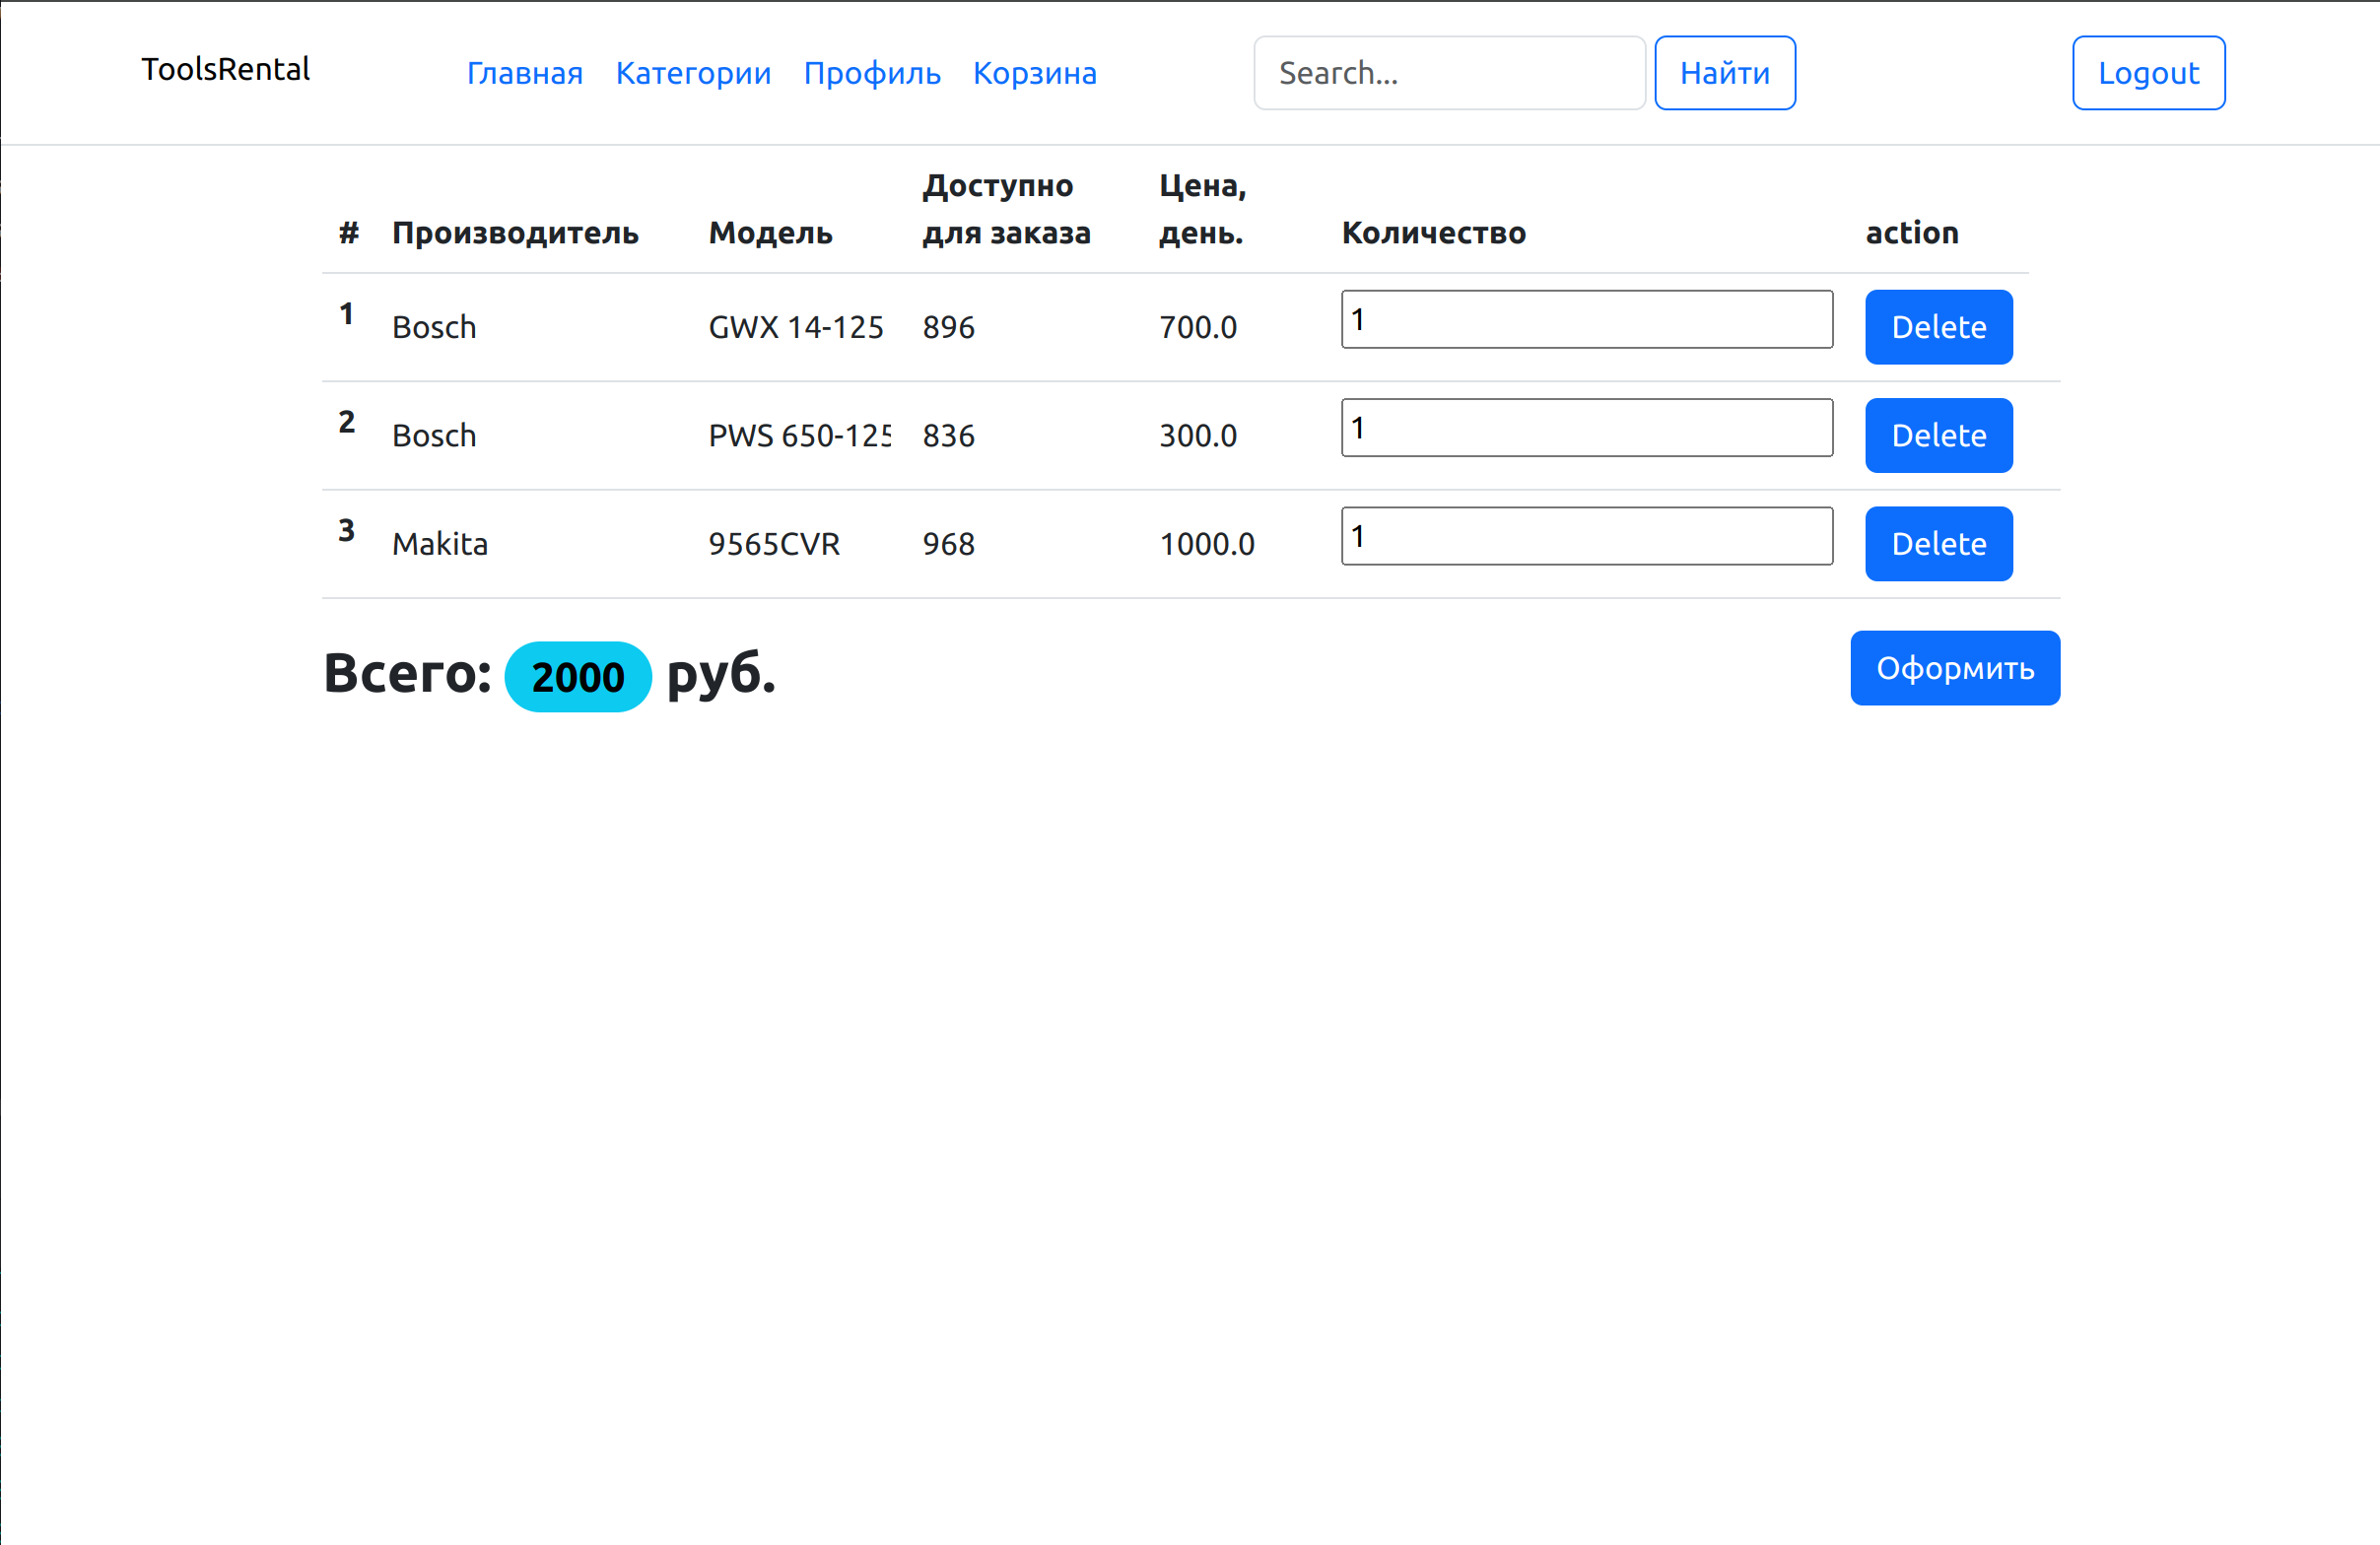 ToolsRental Главная Категории Профиль Корзина Search... Найти Logout
# Производитель Модель Доступно для заказа Цена, день. Количество action
1 Bosch GWX 14-125 896 700.0 1 Delete
2 Bosch PWS 650-125 836 300.0 1 Delete
3 Makita 9565CVR 968 1000.0 1 Delete
Всего: 2000 руб. Оформить